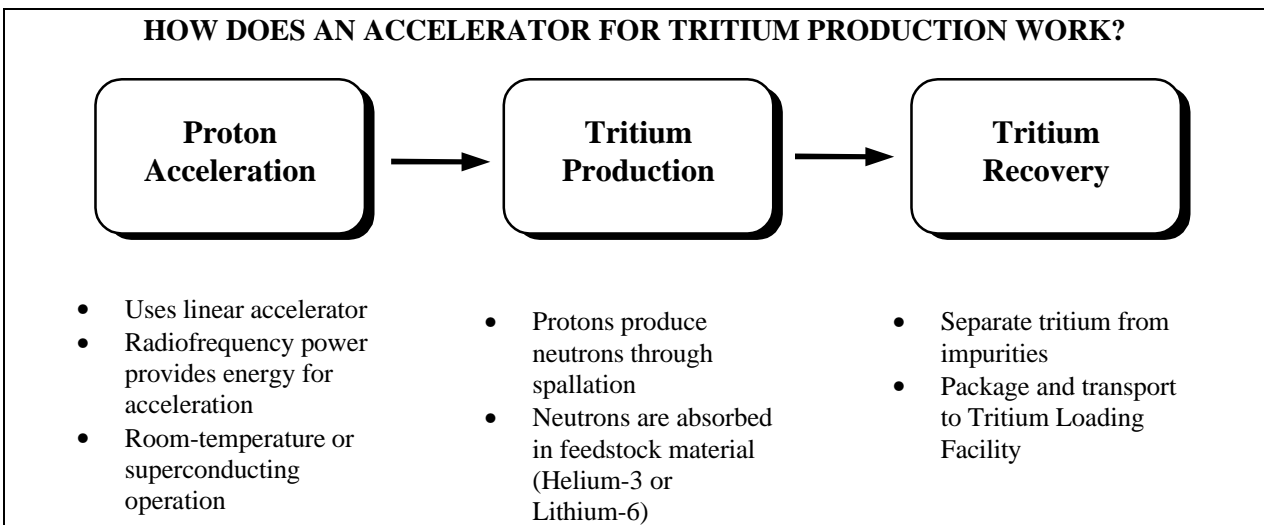 HOW DOES AN ACCELERATOR FOR TRITIUM PRODUCTION WORK?
Proton
Acceleration
Tritium
Production
Tritium
Recovery
• Uses linear accelerator
• Radiofrequency power
provides energy for
acceleration
• Room-temperature or
superconducting
operation
• Protons produce
neutrons through
spallation
• Neutrons are absorbed
in feedstock material
(Helium-3 or
Lithium-6)
• Separate tritium from
impurities
• Package and transport
to Tritium Loading
Facility